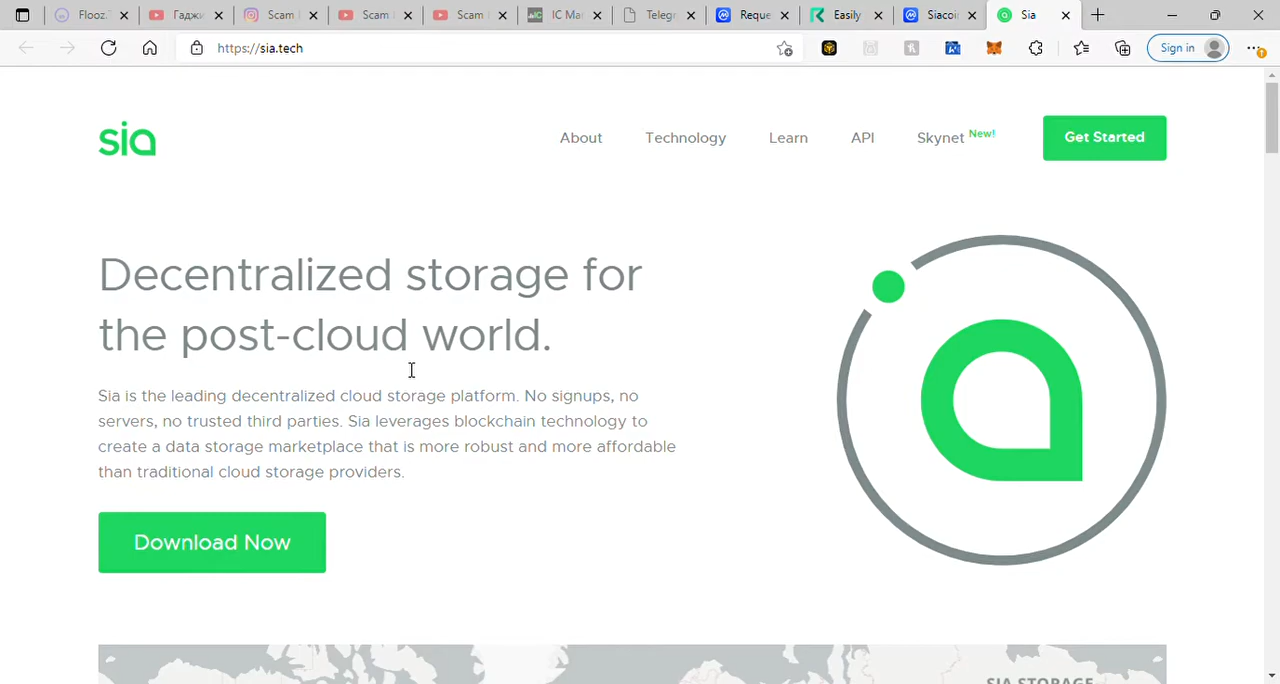 Flooz.
Гаджи
Scam
Scam
Scam
IC Mar
Telegr
Reque
Easily
Siacoi
Sia
https://sia.tech
Sign in
sia
About
Technology
Learn
API
Skynet New!
Get Started
Decentralized storage for
the post-cloud world.
Sia is the leading decentralized cloud storage platform. No signups, no
servers, no trusted third parties. Sia leverages blockchain technology to
create a data storage marketplace that is more robust and more affordable
than traditional cloud storage providers.
Download Now
SIA STORAGE